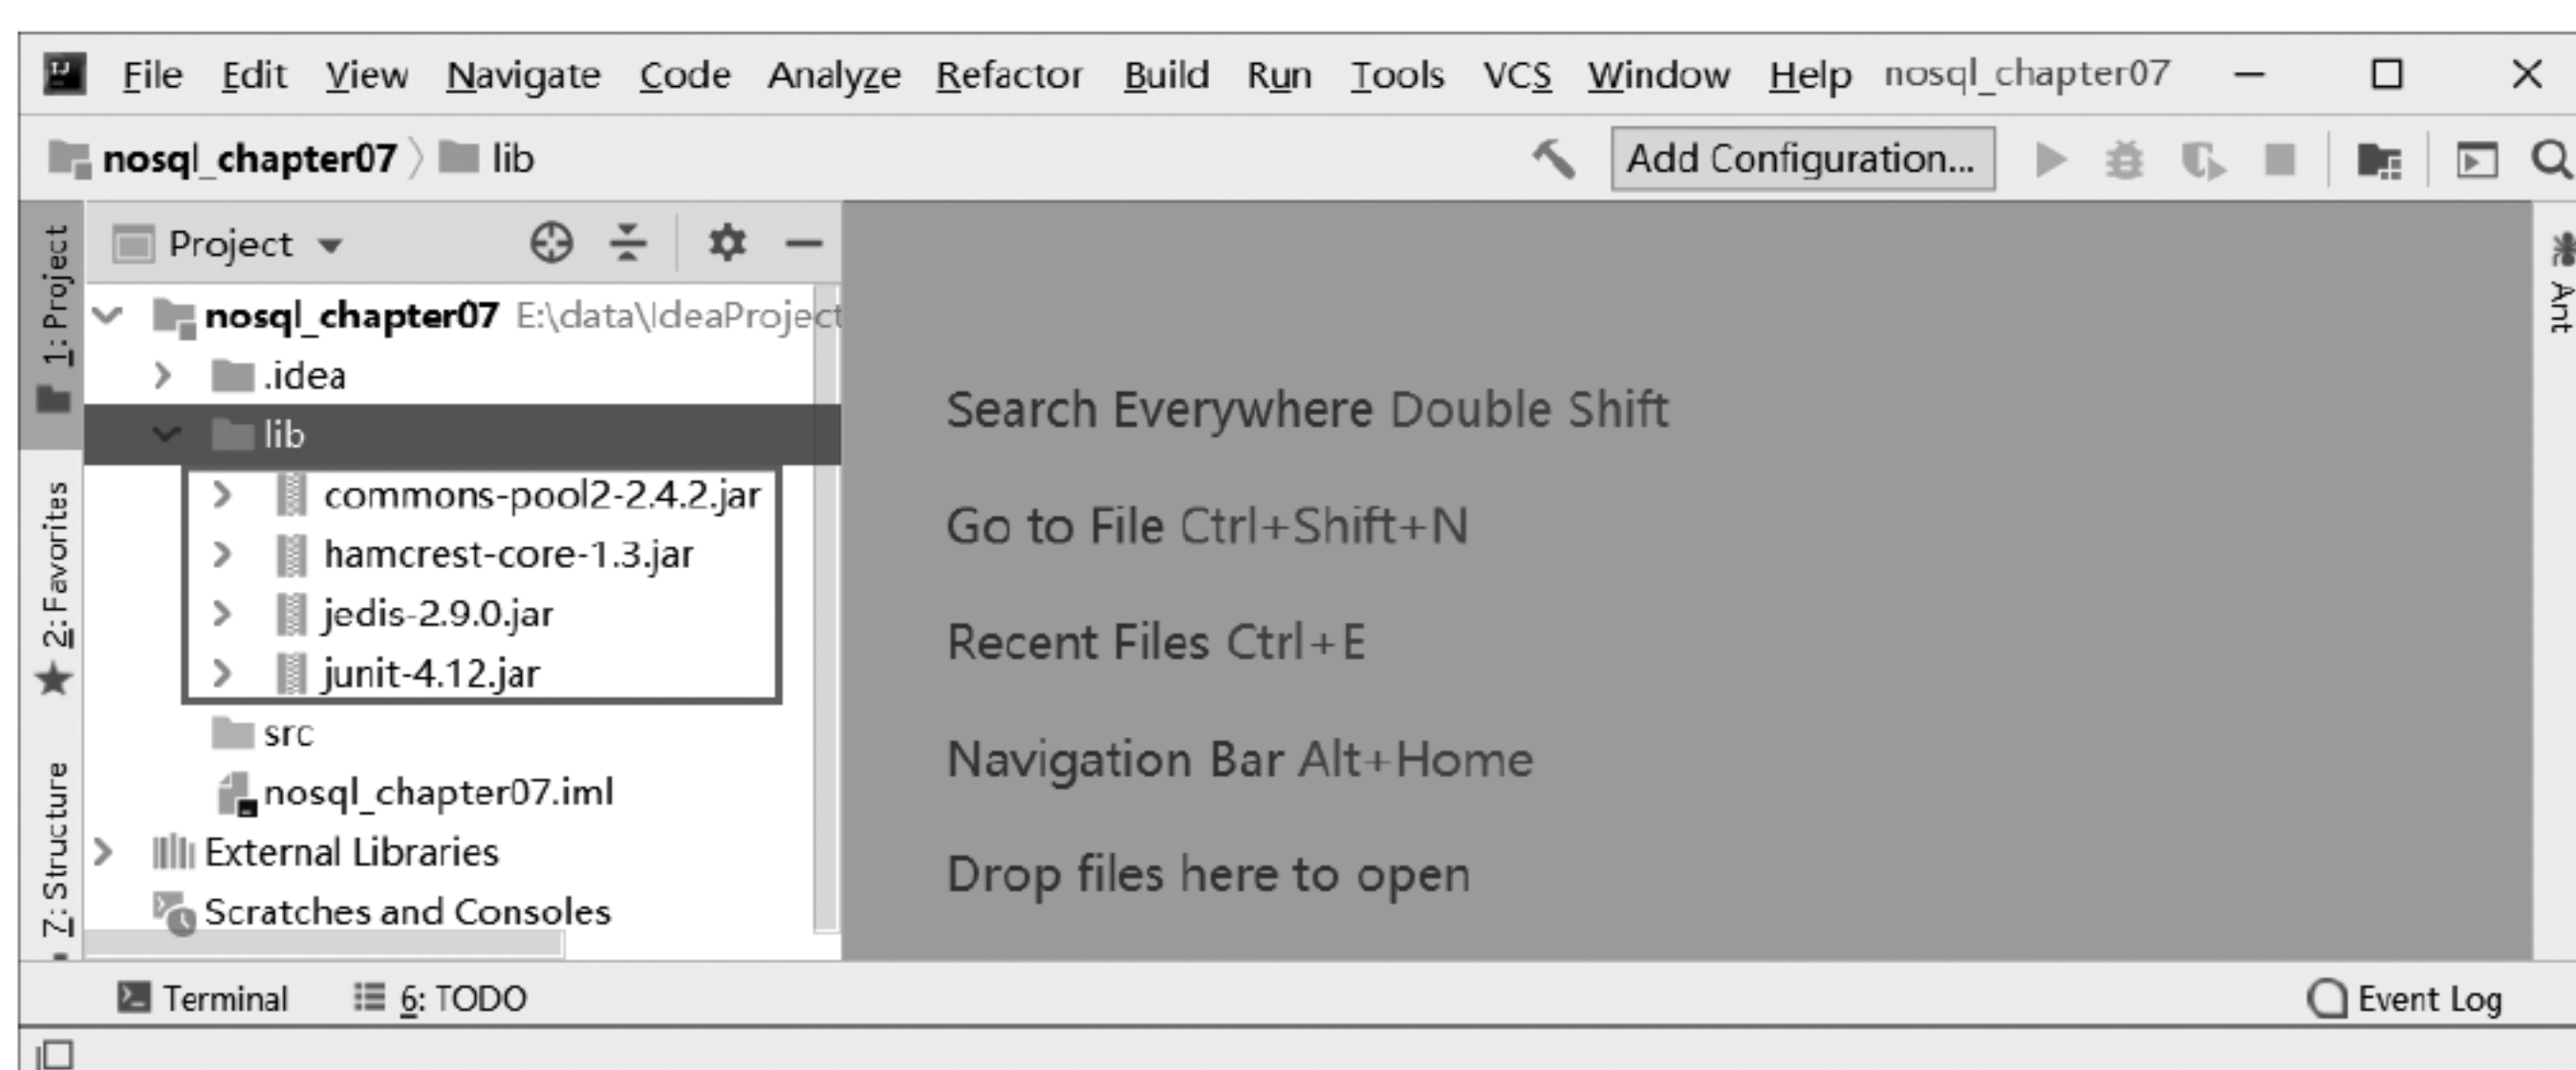 IJ File Edit View Navigate Code Analyze Refactor Build Run Tools VCS Window Help nosql_chapter07
nosql_chapter07 lib Add Configuration...
1: Project
2: Favorites
7: Structure
Project
nosql_chapter07 E:\data\IdeaProject
.idea
lib
commons-pool2-2.4.2.jar
hamcrest-core-1.3.jar
jedis-2.9.0.jar
junit-4.12.jar
src
nosql_chapter07.iml
External Libraries
Scratches and Consoles
Search Everywhere Double Shift
Go to File Ctrl+Shift+N
Recent Files Ctrl+E
Navigation Bar Alt+Home
Drop files here to open
Ant
Terminal 6: TODO Event Log